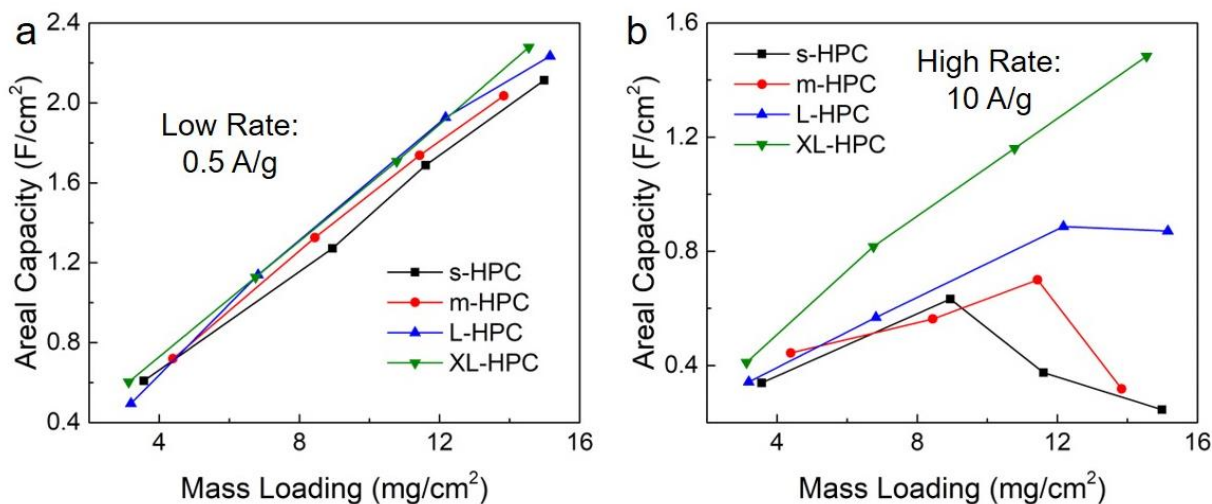 a
2.4
2.0
1.6
1.2
0.8
0.4
Areal Capacity (F/cm²)
Low Rate:
0.5 A/g
s-HPC
m-HPC
L-HPC
XL-HPC
4
8
12
16
Mass Loading (mg/cm²)
b
1.6
1.2
0.8
0.4
Areal Capacity (F/cm²)
s-HPC
m-HPC
L-HPC
XL-HPC
High Rate:
10 A/g
4
8
12
16
Mass Loading (mg/cm²)